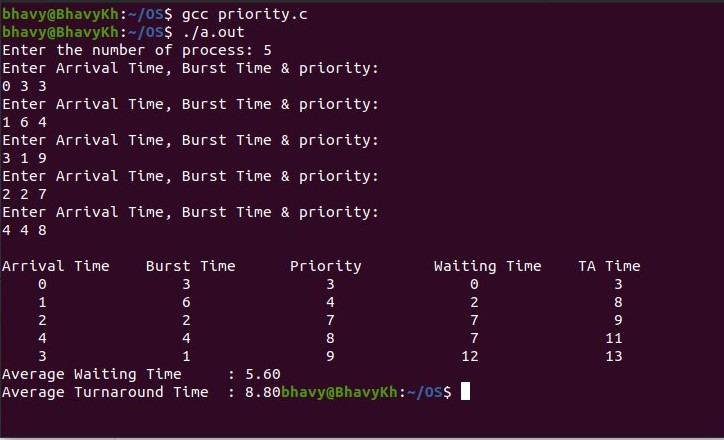 bhavy@BhavyKh:~/OS$ gcc priority.c
bhavy@BhavyKh:~/OS$ ./a.out
Enter the number of process: 5
Enter Arrival Time, Burst Time & priority:
0 3 3
Enter Arrival Time, Burst Time & priority:
1 6 4
Enter Arrival Time, Burst Time & priority:
3 1 9
Enter Arrival Time, Burst Time & priority:
2 2 7
Enter Arrival Time, Burst Time & priority:
4 4 8
Arrival Time    Burst Time      Priority        Waiting Time    TA Time
0               3               3               0               3
1               6               4               2               8
2               2               7               7               9
4               4               8               7               11
3               1               9               12              13
Average Waiting Time     : 5.60
Average Turnaround Time  : 8.80bhavy@BhavyKh:~/OS$